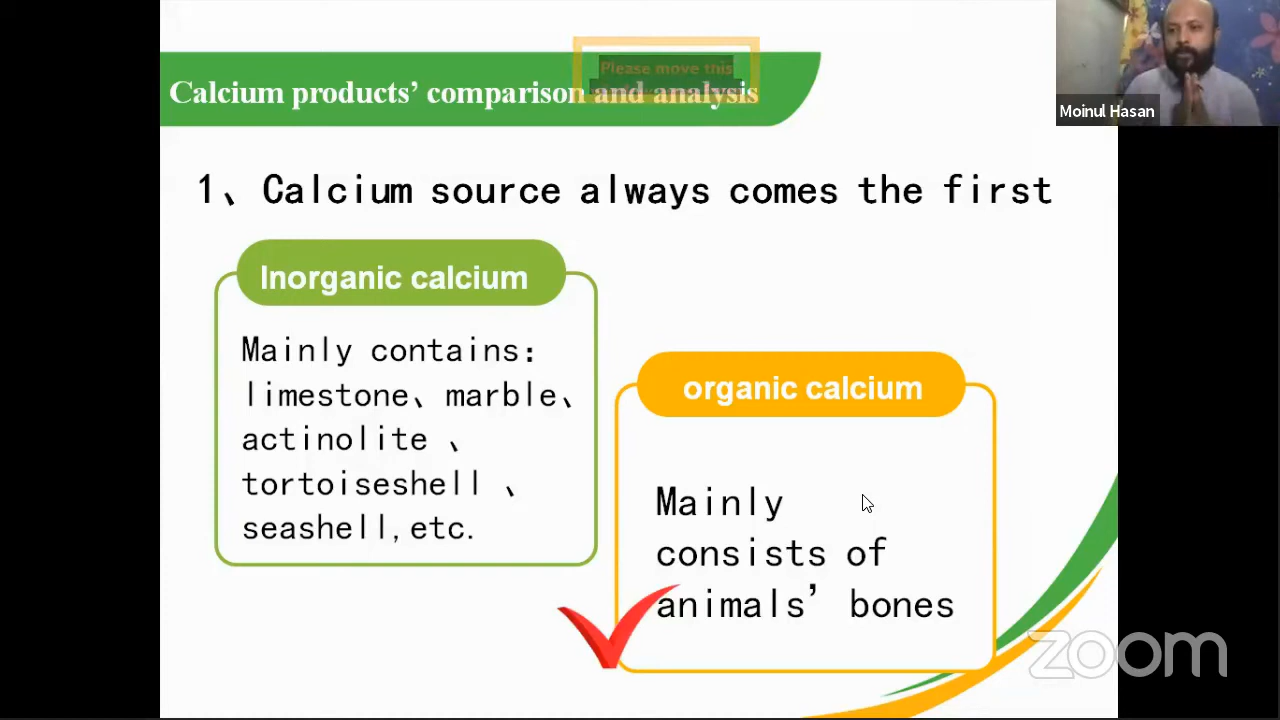 Please move this
Calcium products’ comparison and analysis
Moinul Hasan
1、Calcium source always comes the first
Inorganic calcium
Mainly contains:
limestone、marble、
actinolite 、
tortoiseshell 、
seashell,etc.
organic calcium
Mainly
consists of
animals’ bones
zoom